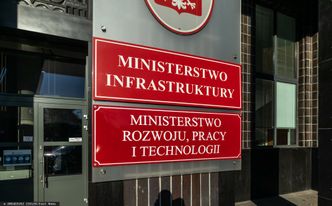 MINISTERSTWO
INFRASTRUKTURY
MINISTERSTWO
ROZWOJU, PRACY
I TECHNOLOGII